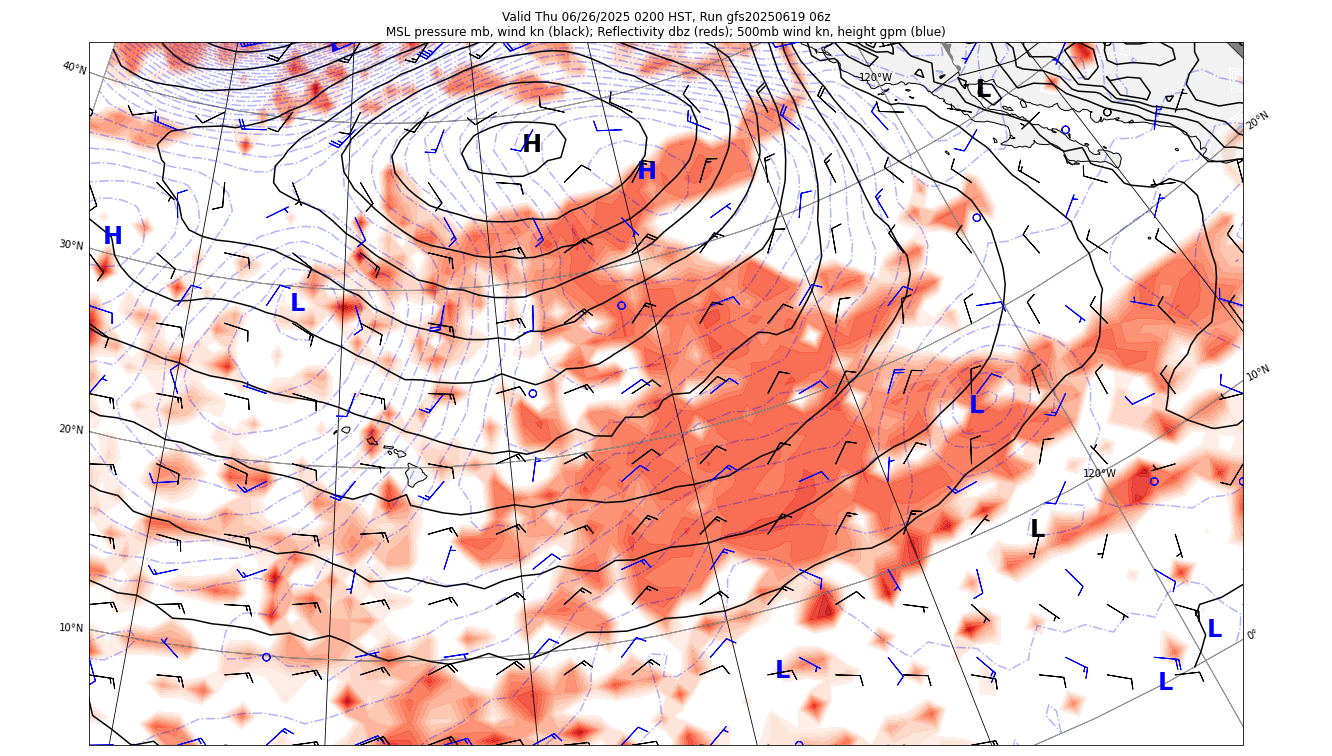 Valid Thu 06/26/2025 0200 HST, Run gfs20250619 06z
MSL pressure mb, wind kn (black); Reflectivity dbz (reds); 500mb wind kn, height gpm (blue)
40°N
120°W
L
20°N
H
H
H
30°N
L
10°N
L
20°N
120°W
L
10°N
L
0°
L
L